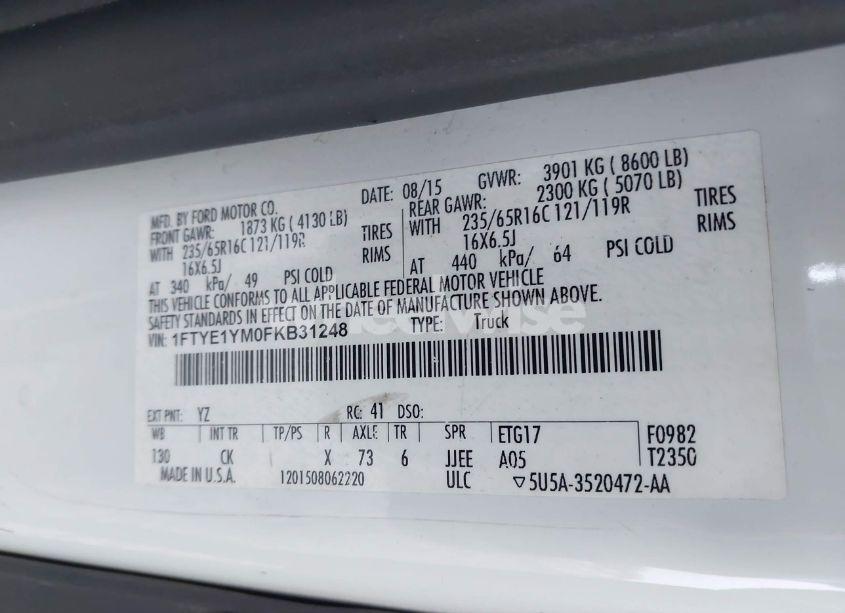 MFD. BY FORD MOTOR CO.
DATE: 08/15
GVWR: 3901 KG ( 8600 LB)
FRONT GAWR: 1873 KG ( 4130 LB)
REAR GAWR: 2300 KG ( 5070 LB)
WITH 235/65R16C 121/119R TIRES
WITH 235/65R16C 121/119R TIRES
16X6.5J RIMS
16X6.5J RIMS
AT 340 kPa/ 49 PSI COLD
AT 440 kPa/ 64 PSI COLD
THIS VEHICLE CONFORMS TO ALL APPLICABLE FEDERAL MOTOR VEHICLE
SAFETY STANDARDS IN EFFECT ON THE DATE OF MANUFACTURE SHOWN ABOVE.
VIN: 1FTYE1YM0FKB31248 TYPE: Truck
EXT PNT: YZ RC: 41 DSO:
WB INT TR TP/PS R AXLE TR SPR ETG17 F0982
130 CK X 73 6 JJEE A05 T2350
MADE IN U.S.A. 1201508062220 ULC ▽5U5A-3520472-AA